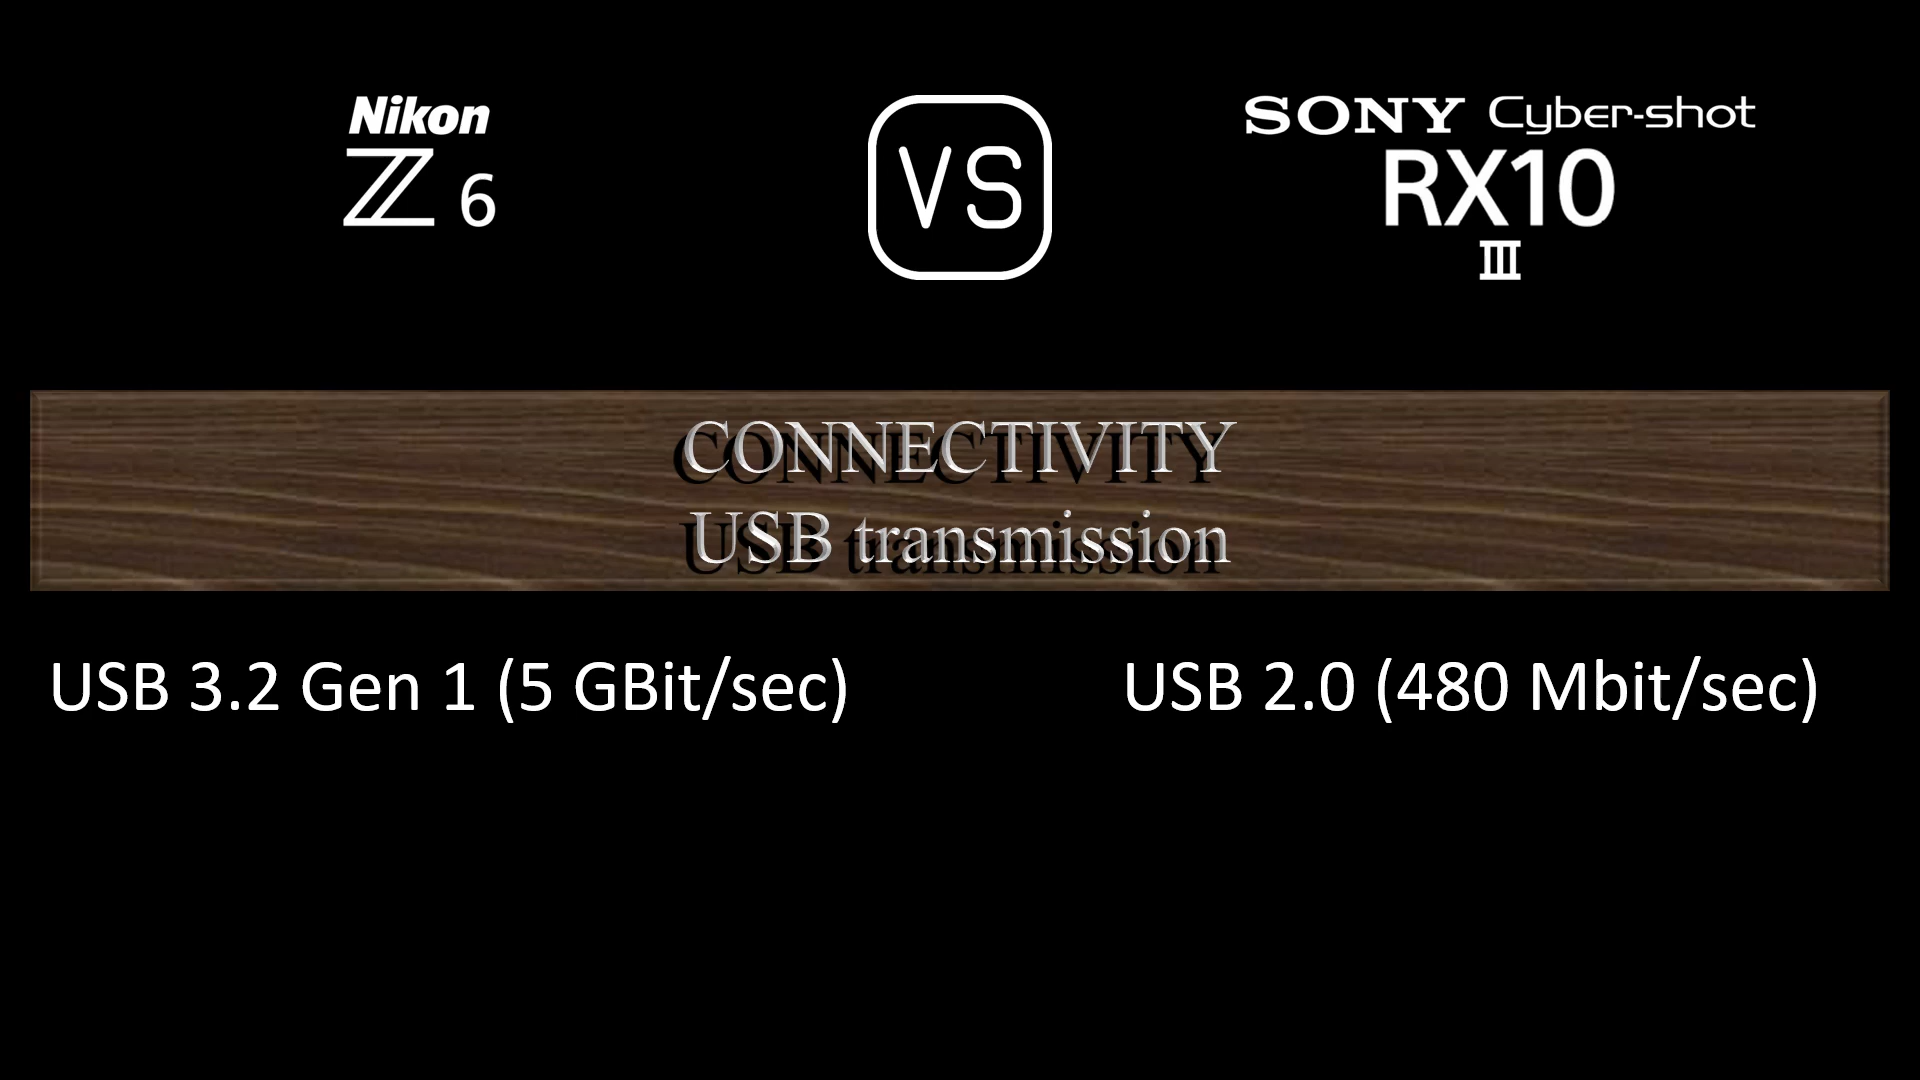 Nikon
Z 6
VS
SONY Cyber-shot
RX10
III
CONNECTIVITY
USB transmission
USB 3.2 Gen 1 (5 GBit/sec)
USB 2.0 (480 Mbit/sec)